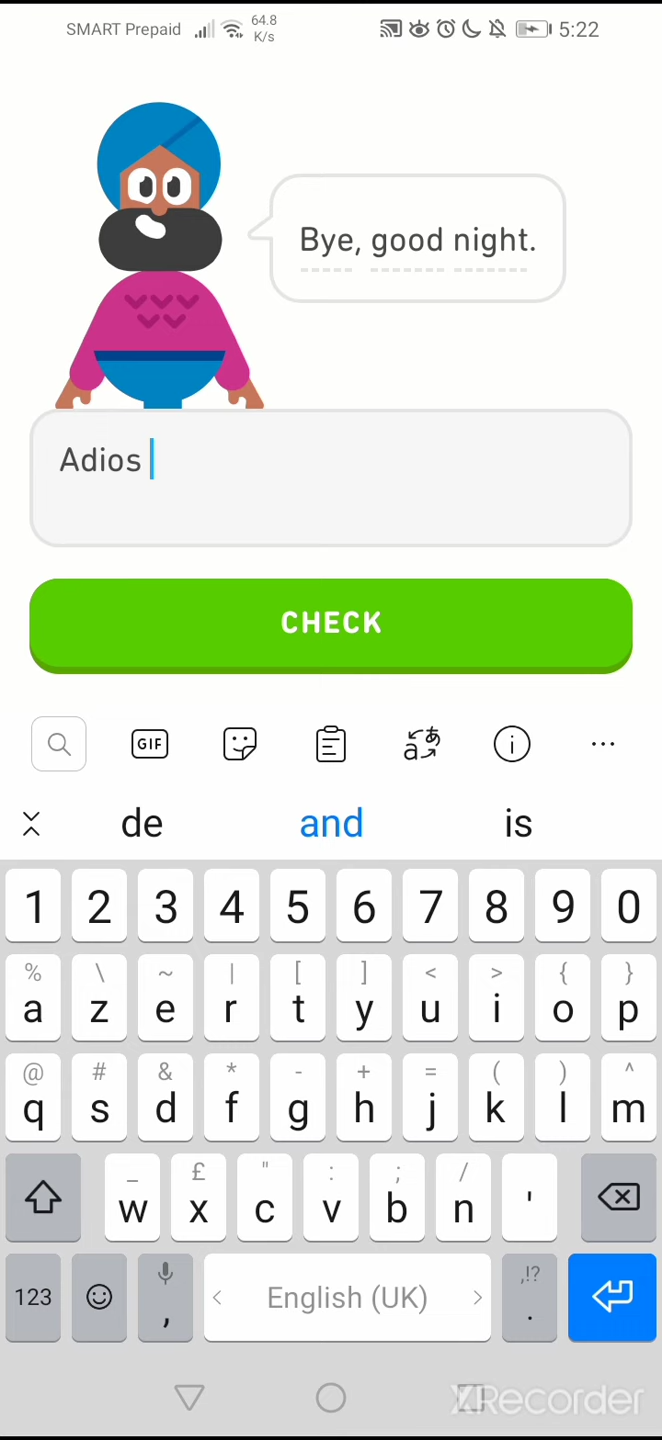 SMART Prepaid 64.8 K/s 5:22
Bye, good night.
Adios
CHECK
GIF
de and is
1 2 3 4 5 6 7 8 9 0
% \ ~ | [ ] < > { }
a z e r t y u i o p
@ # & * - + = ( ) ^
q s d f g h j k l m
_ £ " : ; /
w x c v b n '
,!?
123 , < English (UK) > .
XRecorder